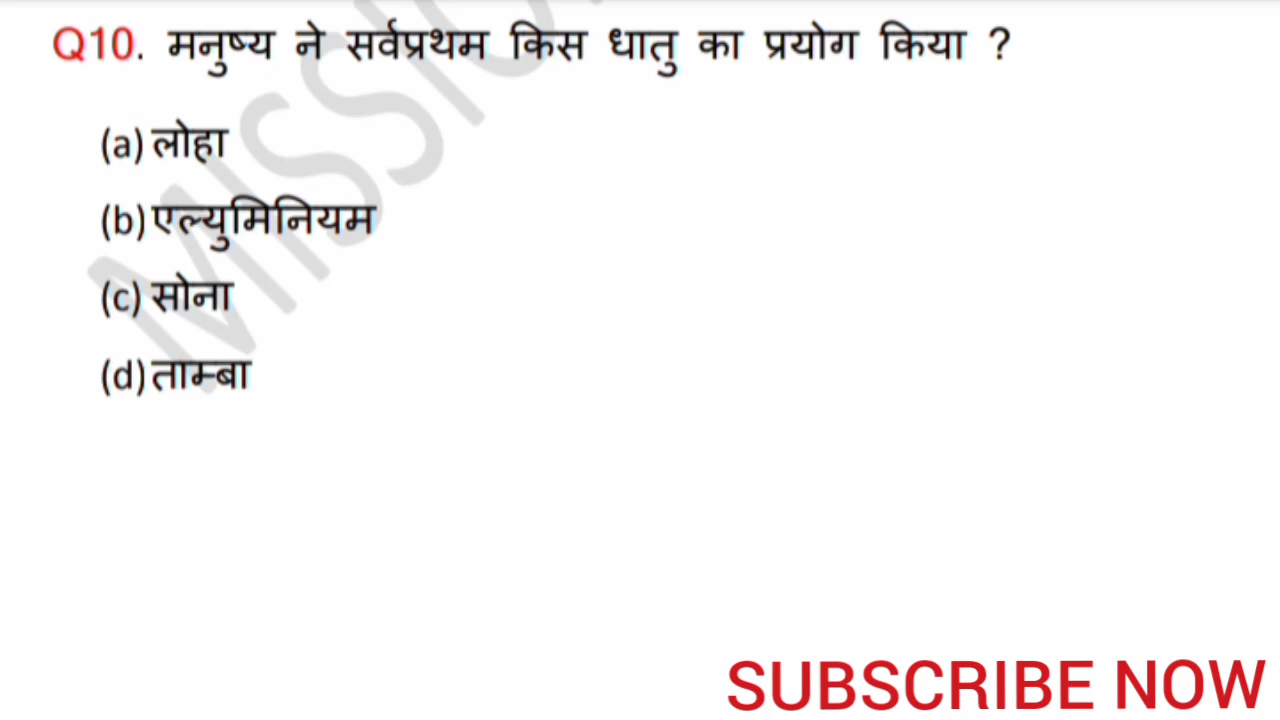 Q10. मनुष्य ने सर्वप्रथम किस धातु का प्रयोग किया ?
(a) लोहा
(b) एल्युमिनियम
(c) सोना
(d) ताम्बा
SUBSCRIBE NOW